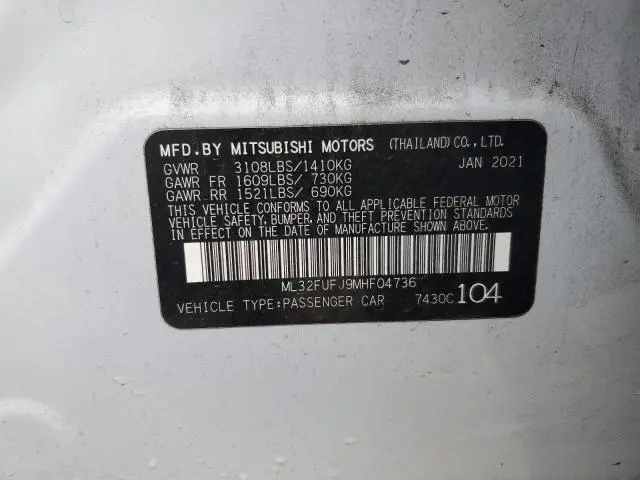 MFD.BY MITSUBISHI MOTORS (THAILAND) CO., LTD.
GVWR 3108LBS/1410KG JAN 2021
GAWR FR 1609LBS/ 730KG
GAWR RR 1521LBS/ 690KG
THIS VEHICLE CONFORMS TO ALL APPLICABLE FEDERAL MOTOR
VEHICLE SAFETY, BUMPER, AND THEFT PREVENTION STANDARDS
IN EFFECT ON THE DATE OF MANUFACTURE SHOWN ABOVE.
ML32FUFJ9MHF04736
VEHICLE TYPE:PASSENGER CAR 7430C 104